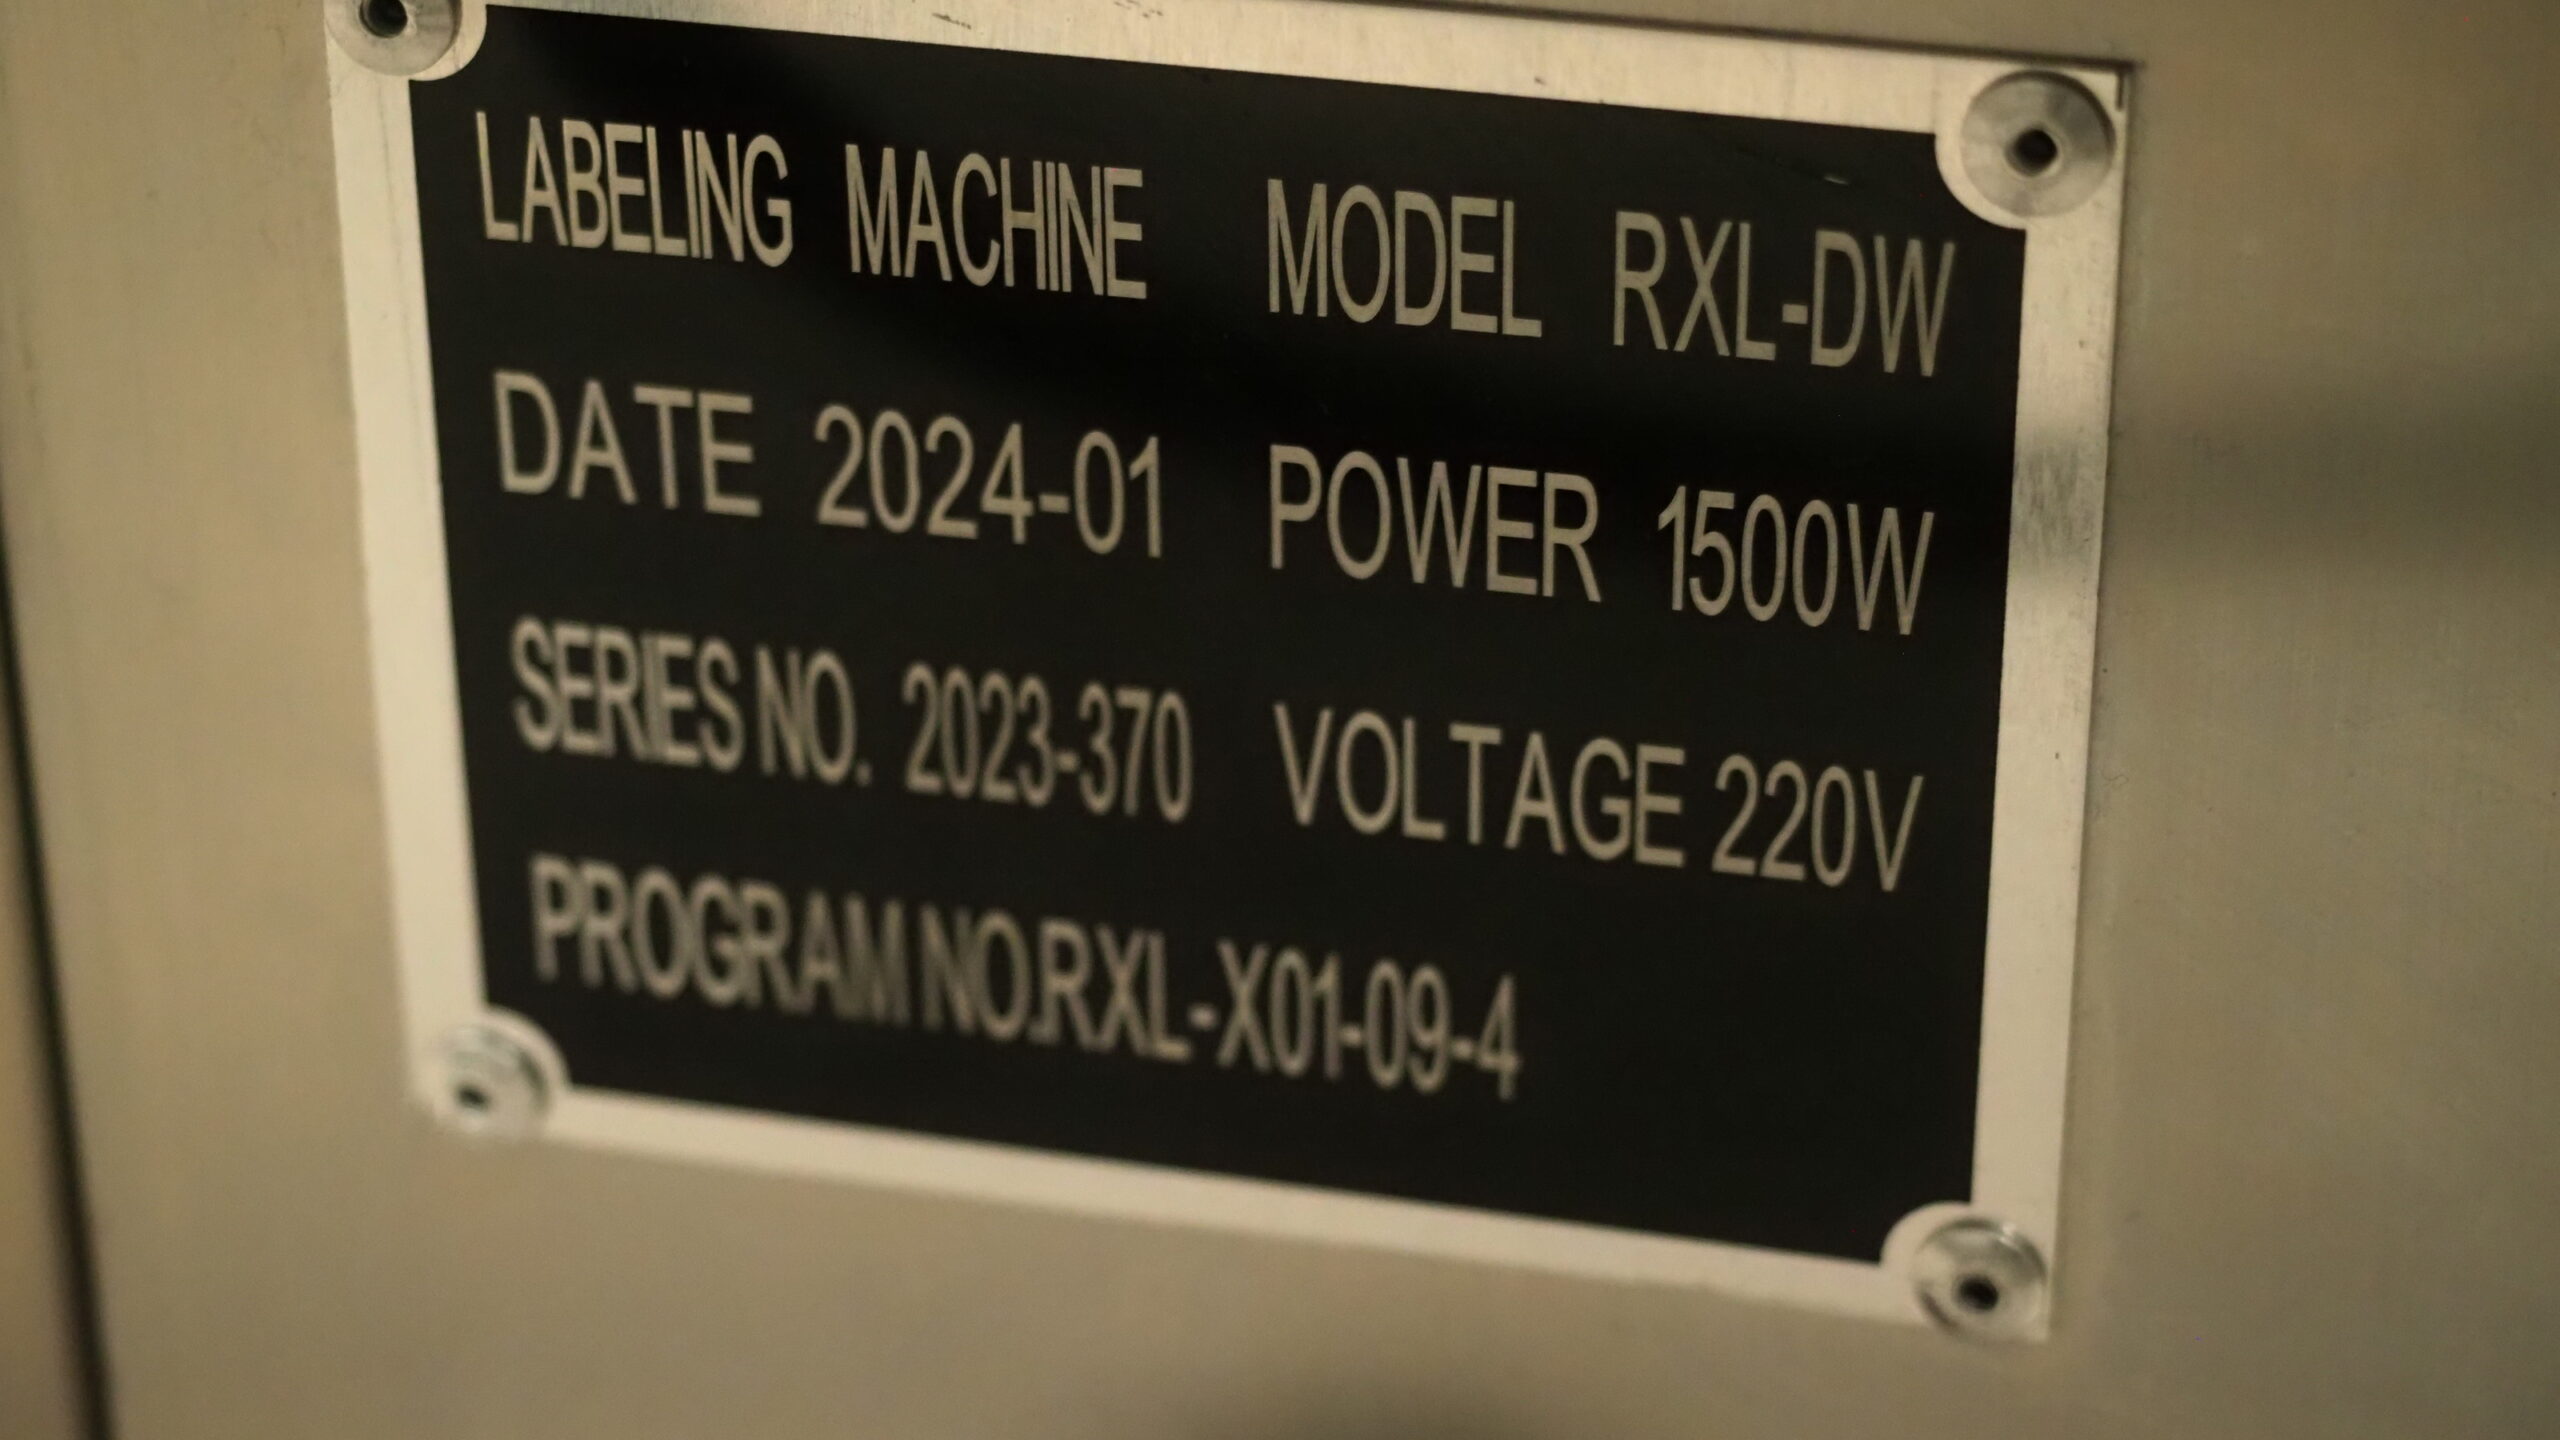 LABELING MACHINE MODEL RXL-DW
DATE 2024-01 POWER 1500W
SERIES NO. 2023-370 VOLTAGE 220V
PROGRAM NO.RXL-X01-09-4